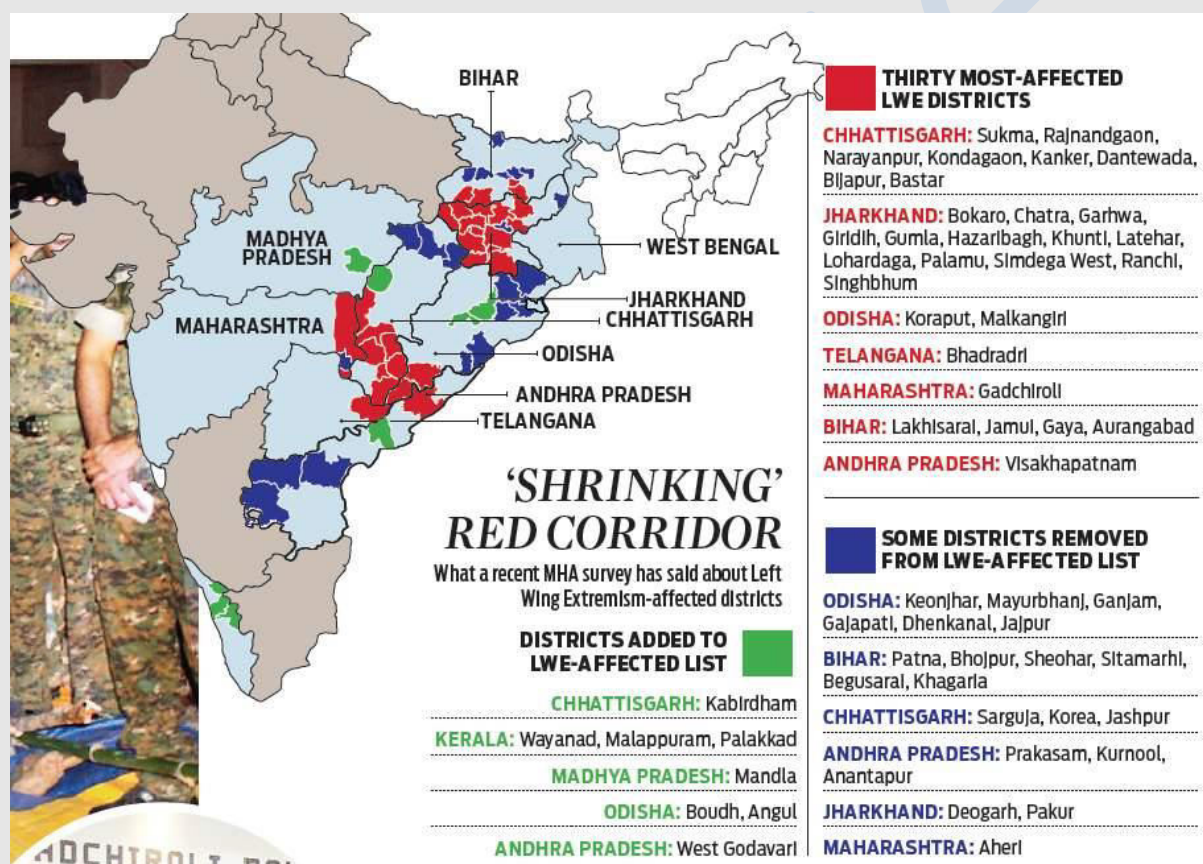 BIHAR
MADHYA
PRADESH
WEST BENGAL
MAHARASHTRA
JHARKHAND
CHHATTISGARH
ODISHA
ANDHRA PRADESH
TELANGANA
‘SHRINKING’
RED CORRIDOR
What a recent MHA survey has said about Left
Wing Extremism-affected districts
DISTRICTS ADDED TO
LWE-AFFECTED LIST
CHHATTISGARH: Kabirdham
KERALA: Wayanad, Malappuram, Palakkad
MADHYA PRADESH: Mandla
ODISHA: Boudh, Angul
ANDHRA PRADESH: West Godavari
THIRTY MOST-AFFECTED
LWE DISTRICTS
CHHATTISGARH: Sukma, Rajnandgaon,
Narayanpur, Kondagaon, Kanker, Dantewada,
Bijapur, Bastar
JHARKHAND: Bokaro, Chatra, Garhwa,
Giridih, Gumla, Hazaribagh, Khunti, Latehar,
Lohardaga, Palamu, Simdega West, Ranchi,
Singhbhum
ODISHA: Koraput, Malkangiri
TELANGANA: Bhadradri
MAHARASHTRA: Gadchiroli
BIHAR: Lakhisarai, Jamui, Gaya, Aurangabad
ANDHRA PRADESH: Visakhapatnam
SOME DISTRICTS REMOVED
FROM LWE-AFFECTED LIST
ODISHA: Keonjhar, Mayurbhanj, Ganjam,
Gajapati, Dhenkanal, Jajpur
BIHAR: Patna, Bhojpur, Sheohar, Sitamarhi,
Begusarai, Khagaria
CHHATTISGARH: Sarguja, Korea, Jashpur
ANDHRA PRADESH: Prakasam, Kurnool,
Anantapur
JHARKHAND: Deogarh, Pakur
MAHARASHTRA: Aheri